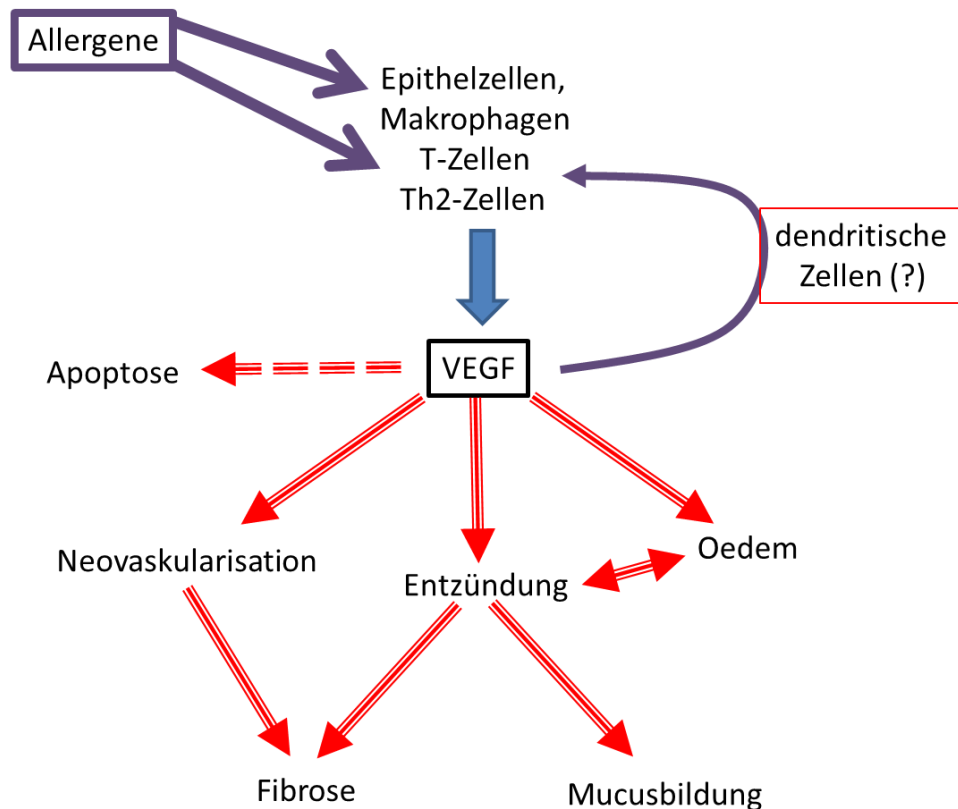 Allergene
Epithelzellen,
Makrophagen
T-Zellen
Th2-Zellen
dendritische
Zellen (?)
Apoptose
VEGF
Neovaskularisation
Oedem
Entzündung
Fibrose
Mucusbildung